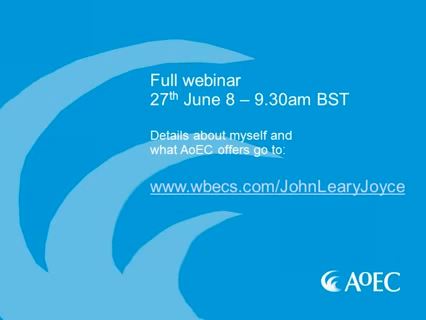 Full webinar
27th June 8 – 9.30am BST
Details about myself and
what AoEC offers go to:
www.wbecs.com/JohnLearyJoyce
AoEC